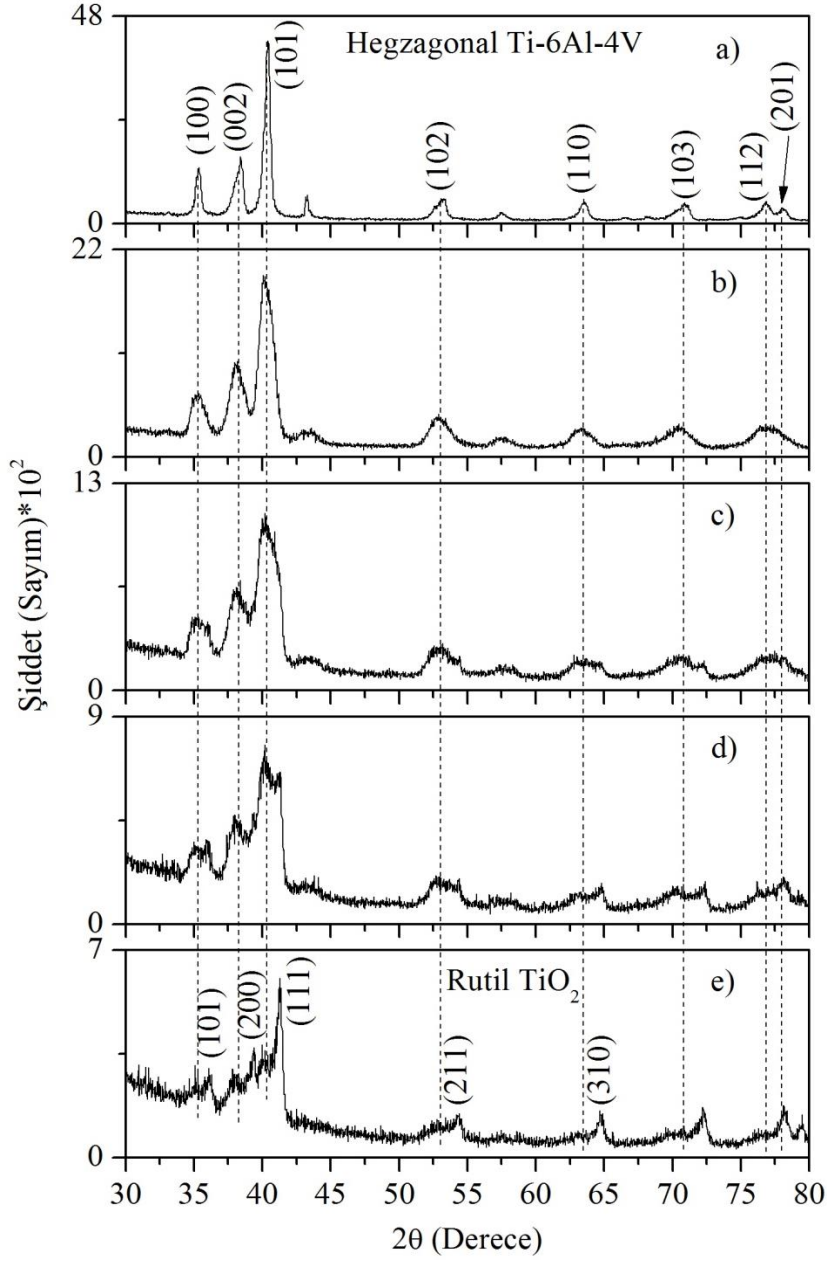 48
Hegzagonal Ti-6Al-4V
a)
(100)
(002)
(101)
(102)
(110)
(103)
(112)
(201)
0
22
b)
0
13
c)
0
9
d)
0
7
Rutil TiO₂
e)
(101)
(200)
(111)
(211)
(310)
0
30 35 40 45 50 55 60 65 70 75 80
2θ (Derece)
Şiddet (Sayım)*10²